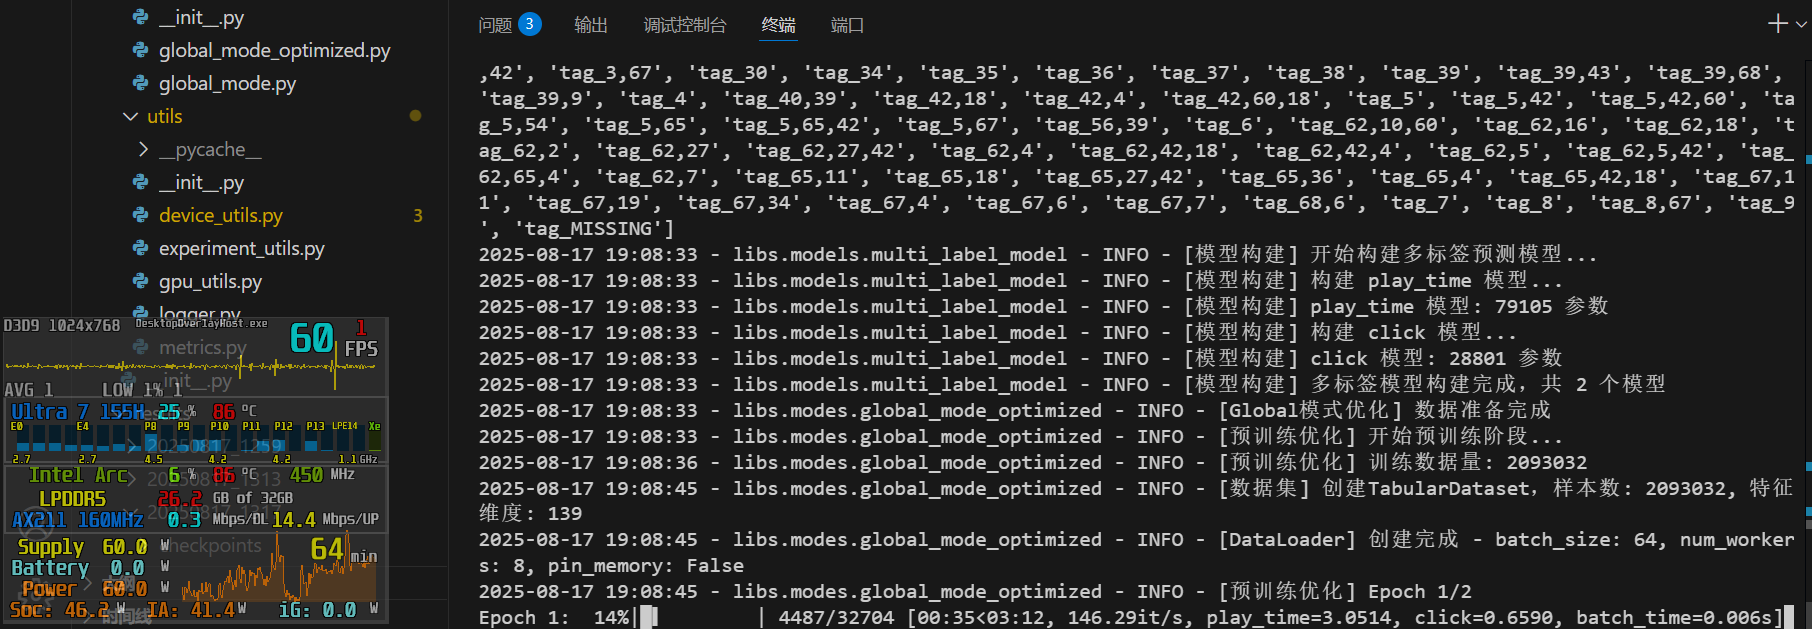 __init__.py
global_mode_optimized.py
global_mode.py
utils
__pycache__
__init__.py
device_utils.py 3
experiment_utils.py
gpu_utils.py
logger.py
metrics.py
__init__.py
20250817_1259
20250817_1313
20250817_1317
checkpoints
大纲
时间线
D3D9 1024x768 DesktopOverlayHost.exe 60 1 FPS
AVG 1 LOW 1% 1
Ultra 7 155H 25 % 86 °C
E0 E4 P8 P9 P10 P11 P12 P13 LPE14 Xe
2.7 2.7 4.5 4.2 4.2 1.1 GHz
Intel Arc 6 % 86 °C 450 MHz
LPDDR5 26.2 GB of 32GB
AX211 160MHz 0.3 Mbps/DL 14.4 Mbps/UP
Supply 60.0 W 64 min
Battery 0.0 W
Power 60.0 W
Soc: 46.2 W IA: 41.4 W iG: 0.0 W
问题 3 输出 调试控制台 终端 端口
,42', 'tag_3,67', 'tag_30', 'tag_34', 'tag_35', 'tag_36', 'tag_37', 'tag_38', 'tag_39', 'tag_39,43', 'tag_39,68',
'tag_39,9', 'tag_4', 'tag_40,39', 'tag_42,18', 'tag_42,4', 'tag_42,60,18', 'tag_5', 'tag_5,42', 'tag_5,42,60', 'ta
g_5,54', 'tag_5,65', 'tag_5,65,42', 'tag_5,67', 'tag_56,39', 'tag_6', 'tag_62,10,60', 'tag_62,16', 'tag_62,18', 't
ag_62,2', 'tag_62,27', 'tag_62,27,42', 'tag_62,4', 'tag_62,42,18', 'tag_62,42,4', 'tag_62,5', 'tag_62,5,42', 'tag_
62,65,4', 'tag_62,7', 'tag_65,11', 'tag_65,18', 'tag_65,27,42', 'tag_65,36', 'tag_65,4', 'tag_65,42,18', 'tag_67,1
1', 'tag_67,19', 'tag_67,34', 'tag_67,4', 'tag_67,6', 'tag_67,7', 'tag_68,6', 'tag_7', 'tag_8', 'tag_8,67', 'tag_9
', 'tag_MISSING']
2025-08-17 19:08:33 - libs.models.multi_label_model - INFO - [模型构建] 开始构建多标签预测模型...
2025-08-17 19:08:33 - libs.models.multi_label_model - INFO - [模型构建] 构建 play_time 模型...
2025-08-17 19:08:33 - libs.models.multi_label_model - INFO - [模型构建] play_time 模型: 79105 参数
2025-08-17 19:08:33 - libs.models.multi_label_model - INFO - [模型构建] 构建 click 模型...
2025-08-17 19:08:33 - libs.models.multi_label_model - INFO - [模型构建] click 模型: 28801 参数
2025-08-17 19:08:33 - libs.models.multi_label_model - INFO - [模型构建] 多标签模型构建完成，共 2 个模型
2025-08-17 19:08:33 - libs.models.global_mode_optimized - INFO - [Global模式优化] 数据准备完成
2025-08-17 19:08:33 - libs.models.global_mode_optimized - INFO - [预训练优化] 开始预训练阶段...
2025-08-17 19:08:36 - libs.models.global_mode_optimized - INFO - [预训练优化] 训练数据量: 2093032
2025-08-17 19:08:45 - libs.models.global_mode_optimized - INFO - [数据集] 创建TabularDataset，样本数: 2093032, 特征
维度: 139
2025-08-17 19:08:45 - libs.models.global_mode_optimized - INFO - [DataLoader] 创建完成 - batch_size: 64, num_worker
s: 8, pin_memory: False
2025-08-17 19:08:45 - libs.models.global_mode_optimized - INFO - [预训练优化] Epoch 1/2
Epoch 1:  14%| | 4487/32704 [00:35<03:12, 146.29it/s, play_time=3.0514, click=0.6590, batch_time=0.006s]